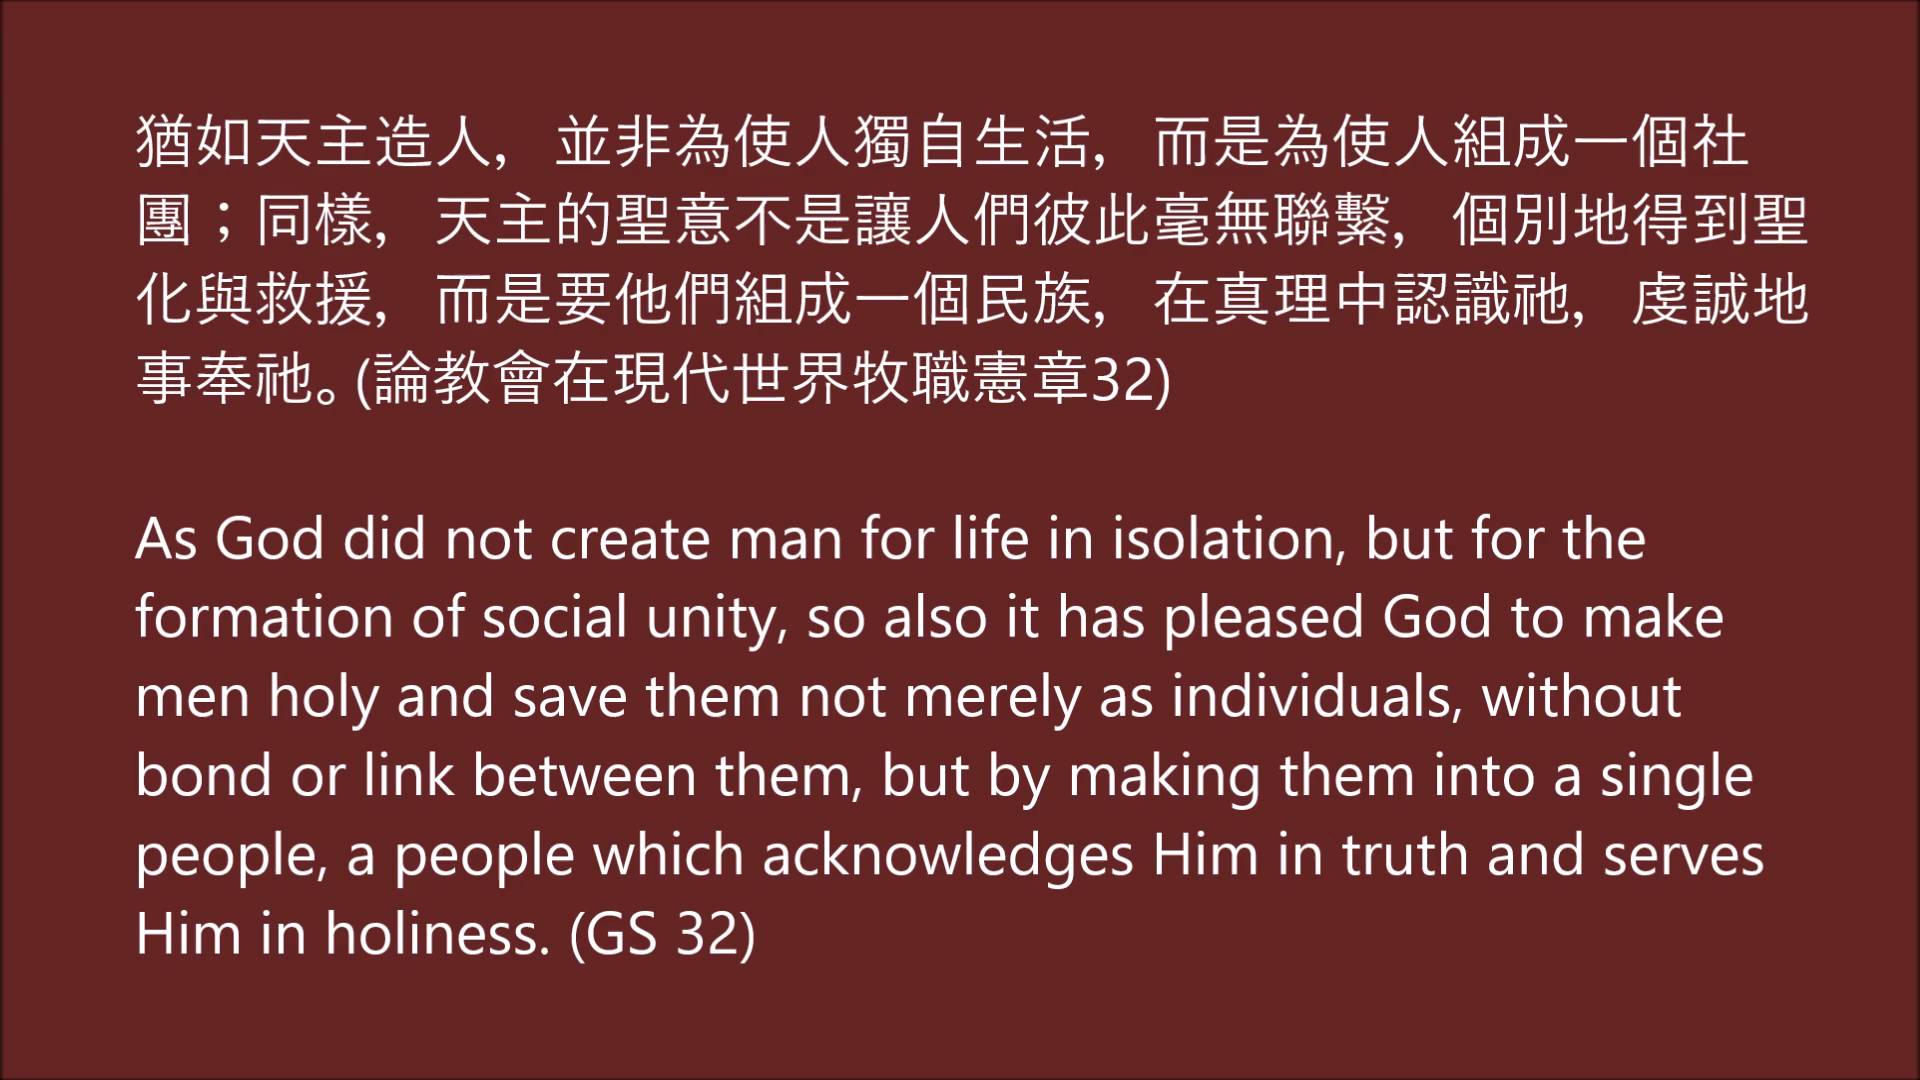 猶如天主造人，並非為使人獨自生活，而是為使人組成一個社
團；同樣，天主的聖意不是讓人們彼此毫無聯繫，個別地得到聖
化與救援，而是要他們組成一個民族，在真理中認識祂，虔誠地
事奉祂。(論教會在現代世界牧職憲章32)
As God did not create man for life in isolation, but for the
formation of social unity, so also it has pleased God to make
men holy and save them not merely as individuals, without
bond or link between them, but by making them into a single
people, a people which acknowledges Him in truth and serves
Him in holiness. (GS 32)